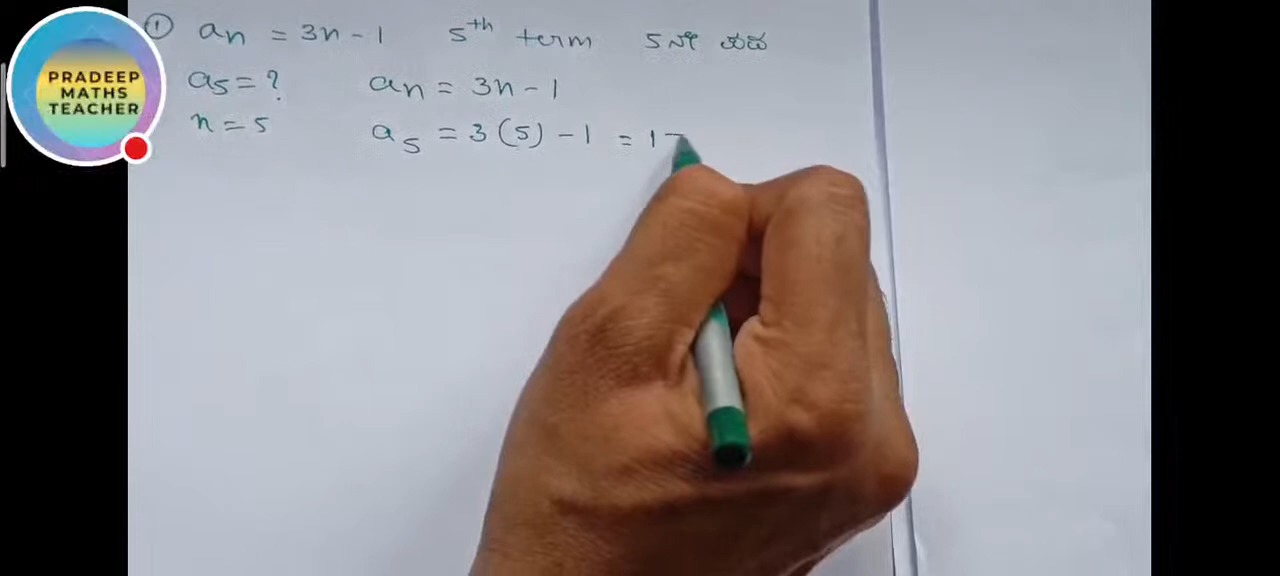 ① aₙ = 3n - 1 5ᵗʰ term 5ನೇ ಪದ
PRADEEP
MATHS
TEACHER
a₅ = ? aₙ = 3n - 1
n = 5 a₅ = 3(5) - 1 = 1